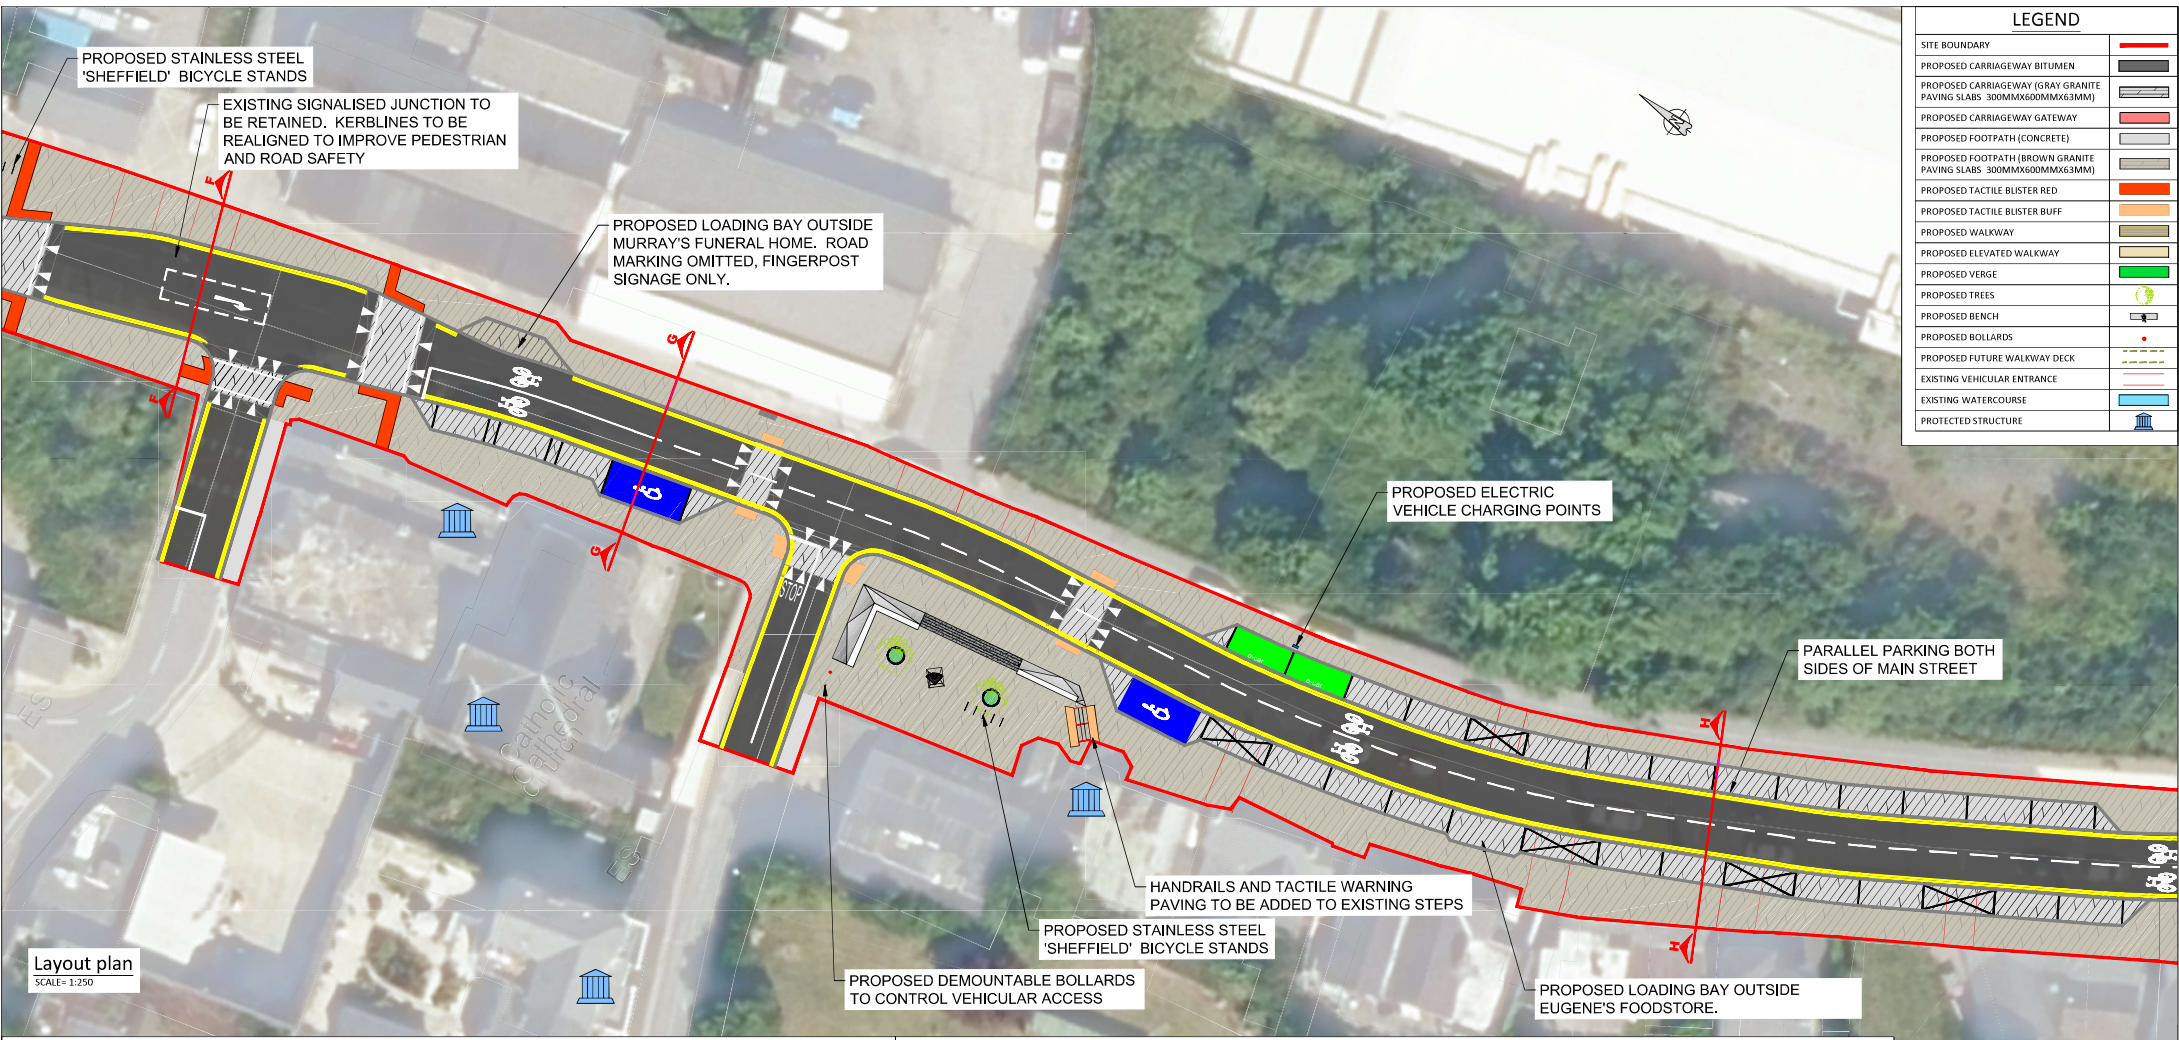 PROPOSED STAINLESS STEEL
'SHEFFIELD' BICYCLE STANDS
EXISTING SIGNALISED JUNCTION TO
BE RETAINED. KERBLINES TO BE
REALIGNED TO IMPROVE PEDESTRIAN
AND ROAD SAFETY
PROPOSED LOADING BAY OUTSIDE
MURRAY'S FUNERAL HOME. ROAD
MARKING OMITTED, FINGERPOST
SIGNAGE ONLY.
F
F
G
G
STOP
PROPOSED ELECTRIC
VEHICLE CHARGING POINTS
e-car
e-car
PARALLEL PARKING BOTH
SIDES OF MAIN STREET
H
H
ES
Catholic
Cathedral
Church
ES
HANDRAILS AND TACTILE WARNING
PAVING TO BE ADDED TO EXISTING STEPS
PROPOSED STAINLESS STEEL
'SHEFFIELD' BICYCLE STANDS
PROPOSED DEMOUNTABLE BOLLARDS
TO CONTROL VEHICULAR ACCESS
PROPOSED LOADING BAY OUTSIDE
EUGENE'S FOODSTORE.
Layout plan
SCALE= 1:250
N
LEGEND
SITE BOUNDARY
PROPOSED CARRIAGEWAY BITUMEN
PROPOSED CARRIAGEWAY (GRAY GRANITE
PAVING SLABS 300MMX600MMX63MM)
PROPOSED CARRIAGEWAY GATEWAY
PROPOSED FOOTPATH (CONCRETE)
PROPOSED FOOTPATH (BROWN GRANITE
PAVING SLABS 300MMX600MMX63MM)
PROPOSED TACTILE BLISTER RED
PROPOSED TACTILE BLISTER BUFF
PROPOSED WALKWAY
PROPOSED ELEVATED WALKWAY
PROPOSED VERGE
PROPOSED TREES
PROPOSED BENCH
PROPOSED BOLLARDS
PROPOSED FUTURE WALKWAY DECK
EXISTING VEHICULAR ENTRANCE
EXISTING WATERCOURSE
PROTECTED STRUCTURE